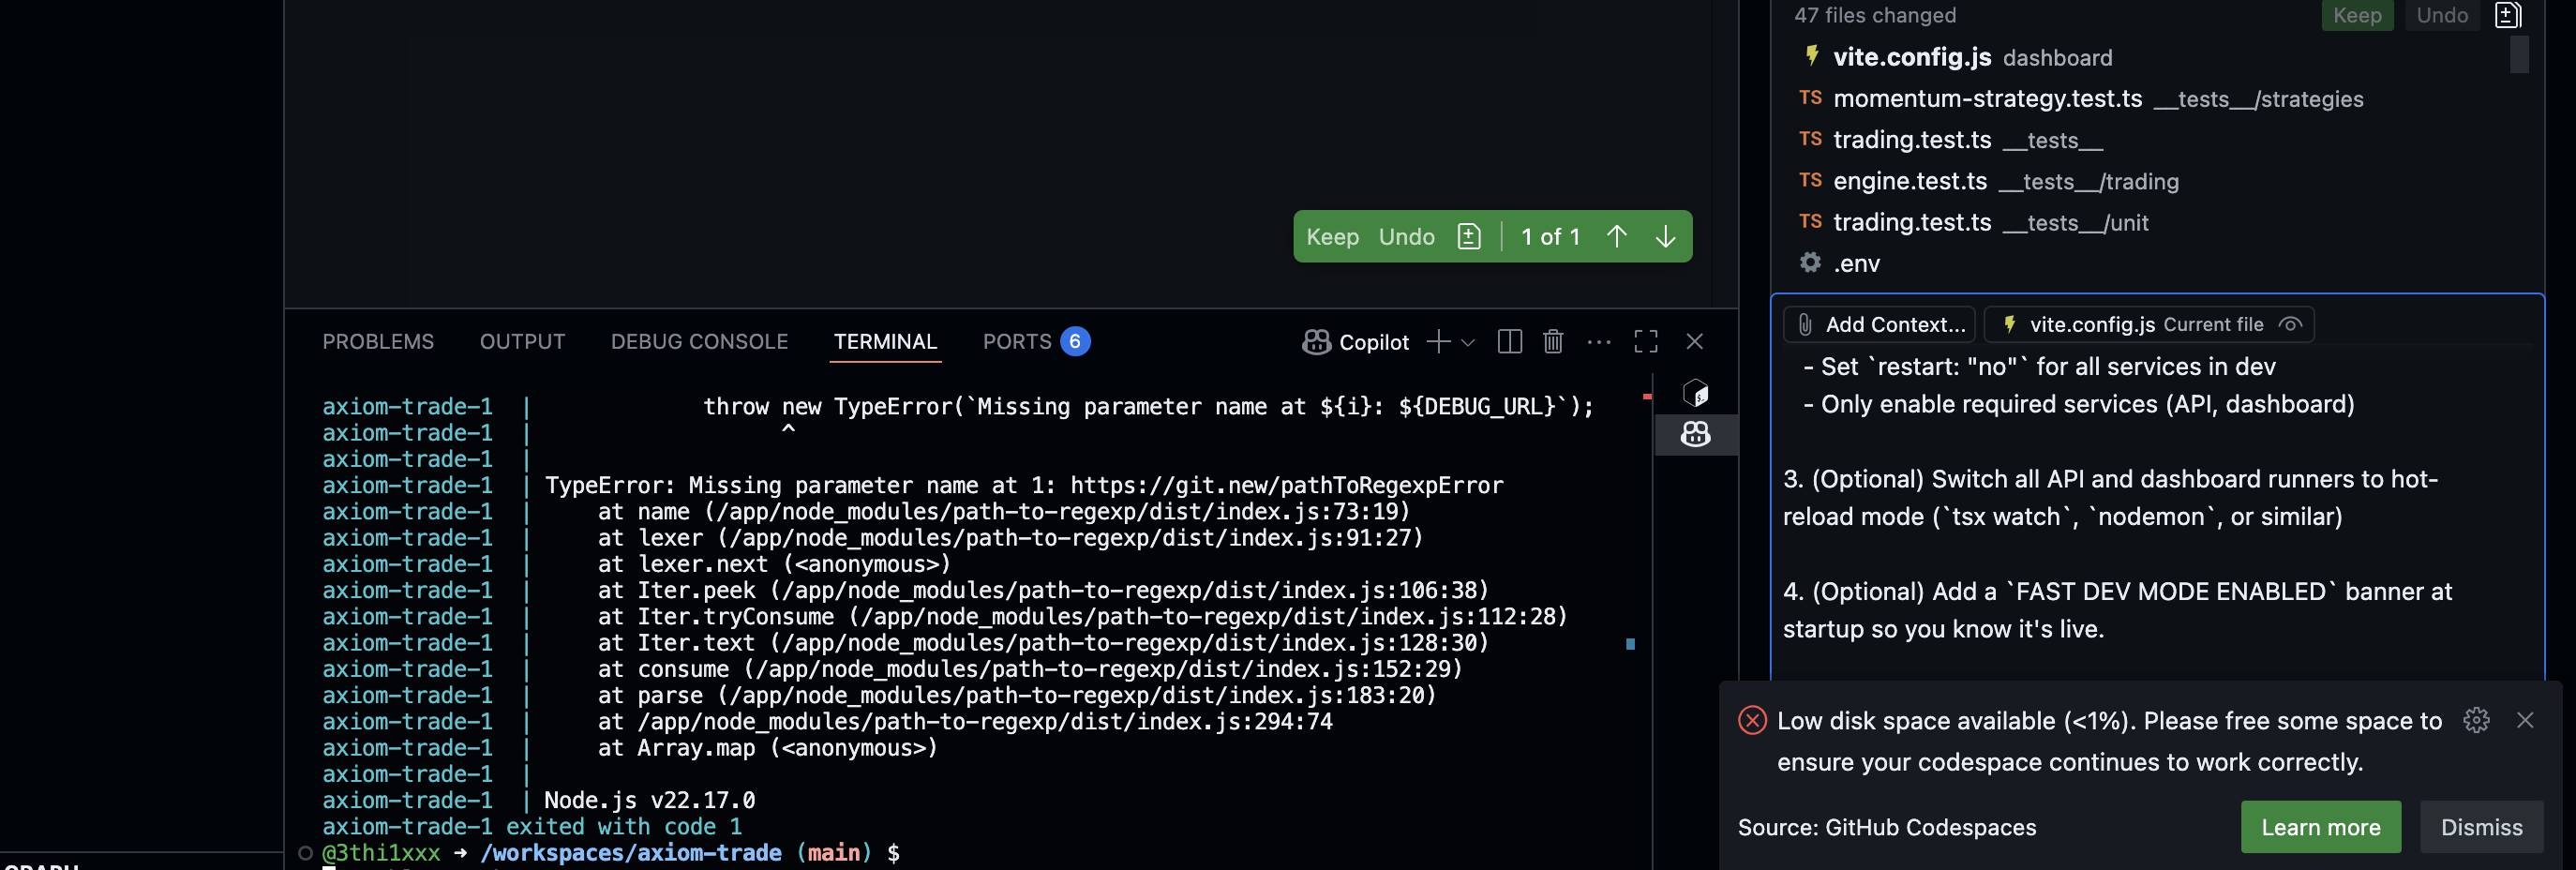 47 files changed
Keep Undo
vite.config.js dashboard
TS momentum-strategy.test.ts __tests__/strategies
TS trading.test.ts __tests__
TS engine.test.ts __tests__/trading
TS trading.test.ts __tests__/unit
.env
Keep Undo 1 of 1
PROBLEMS OUTPUT DEBUG CONSOLE TERMINAL PORTS 6
Copilot
axiom-trade-1 | throw new TypeError(`Missing parameter name at ${i}: ${DEBUG_URL}`);
axiom-trade-1 | ^
axiom-trade-1 |
axiom-trade-1 | TypeError: Missing parameter name at 1: https://git.new/pathToRegexpError
axiom-trade-1 | at name (/app/node_modules/path-to-regexp/dist/index.js:73:19)
axiom-trade-1 | at lexer (/app/node_modules/path-to-regexp/dist/index.js:91:27)
axiom-trade-1 | at lexer.next (<anonymous>)
axiom-trade-1 | at Iter.peek (/app/node_modules/path-to-regexp/dist/index.js:106:38)
axiom-trade-1 | at Iter.tryConsume (/app/node_modules/path-to-regexp/dist/index.js:112:28)
axiom-trade-1 | at Iter.text (/app/node_modules/path-to-regexp/dist/index.js:128:30)
axiom-trade-1 | at consume (/app/node_modules/path-to-regexp/dist/index.js:152:29)
axiom-trade-1 | at parse (/app/node_modules/path-to-regexp/dist/index.js:183:20)
axiom-trade-1 | at /app/node_modules/path-to-regexp/dist/index.js:294:74
axiom-trade-1 | at Array.map (<anonymous>)
axiom-trade-1 |
axiom-trade-1 | Node.js v22.17.0
axiom-trade-1 exited with code 1
@3thi1xxx → /workspaces/axiom-trade (main) $
Add Context... vite.config.js Current file
- Set `restart: "no"` for all services in dev
- Only enable required services (API, dashboard)
3. (Optional) Switch all API and dashboard runners to hot-
reload mode (`tsx watch`, `nodemon`, or similar)
4. (Optional) Add a `FAST DEV MODE ENABLED` banner at
startup so you know it's live.
Low disk space available (<1%). Please free some space to
ensure your codespace continues to work correctly.
Source: GitHub Codespaces
Learn more Dismiss